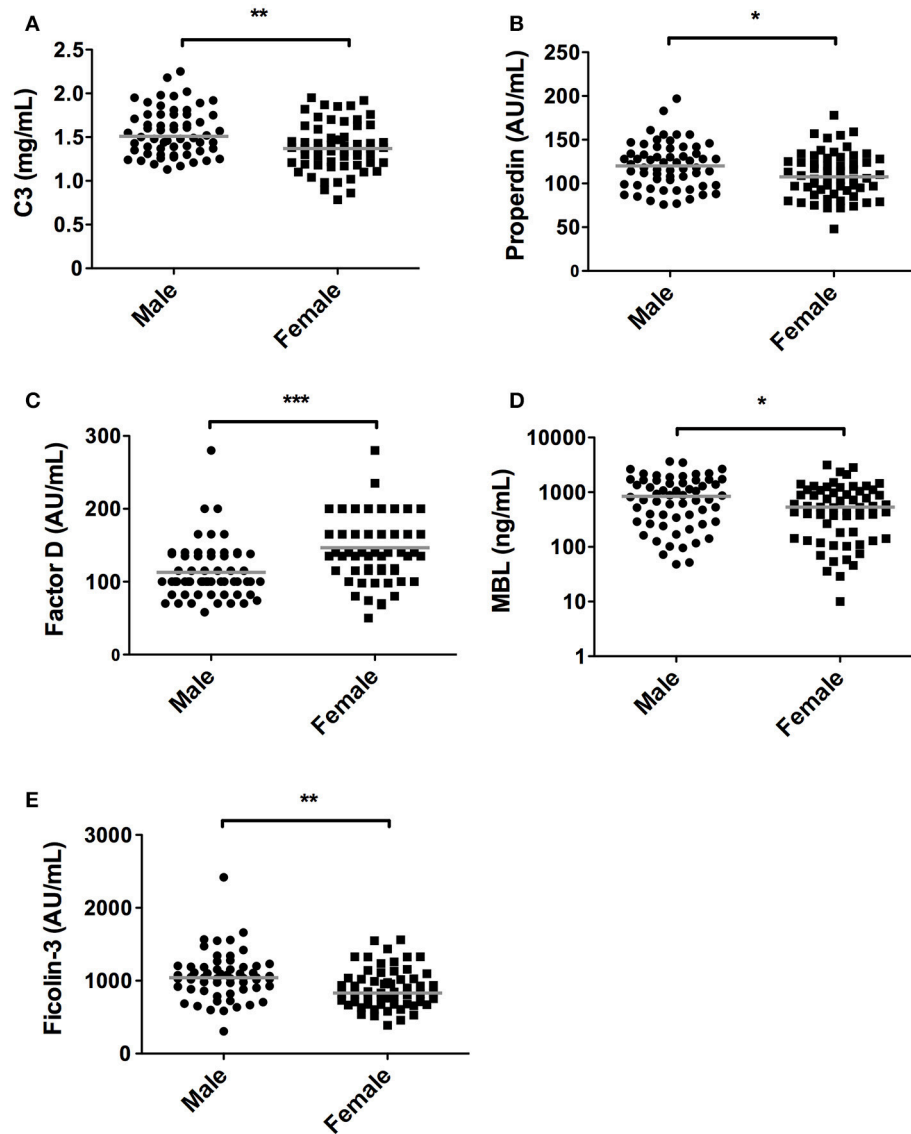 A
**
C3 (mg/mL)
2.5
2.0
1.5
1.0
0.5
0
Male
Female
B
*
Properdin (AU/mL)
250
200
150
100
50
0
Male
Female
C
***
Factor D (AU/mL)
300
200
100
0
Male
Female
D
*
MBL (ng/mL)
10000
1000
100
10
1
Male
Female
E
**
Ficolin-3 (AU/mL)
3000
2000
1000
0
Male
Female